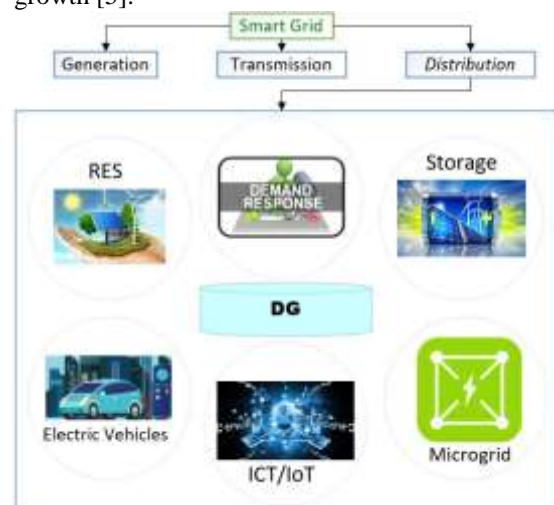 growth [5].
Smart Grid
Generation
Transmission
Distribution
RES
DEMAND
RESPONSE
Storage
DG
Electric Vehicles
ICT/IoT
Microgrid